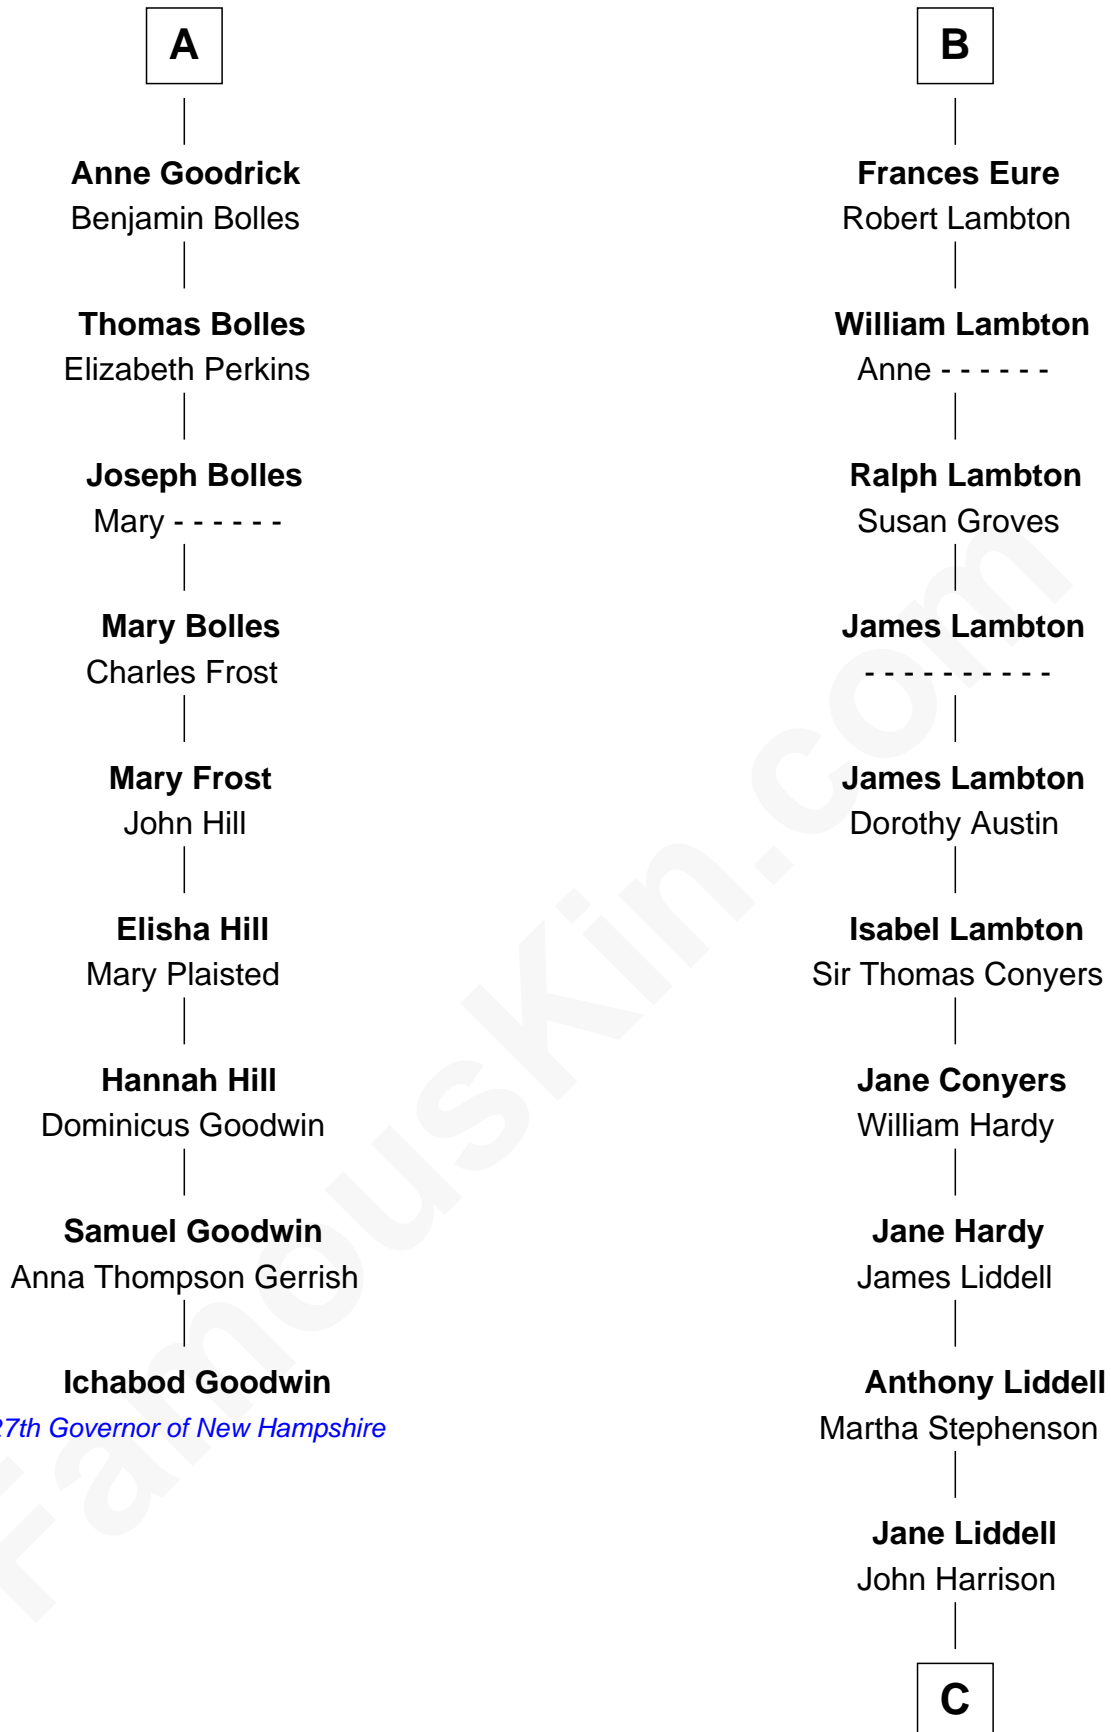 A
Anne Goodrick
Benjamin Bolles
Thomas Bolles
Elizabeth Perkins
Joseph Bolles
Mary - - - - - -
Mary Bolles
Charles Frost
Mary Frost
John Hill
Elisha Hill
Mary Plaisted
Hannah Hill
Dominicus Goodwin
Samuel Goodwin
Anna Thompson Gerrish
Ichabod Goodwin
27th Governor of New Hampshire
B
Frances Eure
Robert Lambton
William Lambton
Anne - - - - - -
Ralph Lambton
Susan Groves
James Lambton
- - - - - - - - - -
James Lambton
Dorothy Austin
Isabel Lambton
Sir Thomas Conyers
Jane Conyers
William Hardy
Jane Hardy
James Liddell
Anthony Liddell
Martha Stephenson
Jane Liddell
John Harrison
C
FamousKin.com